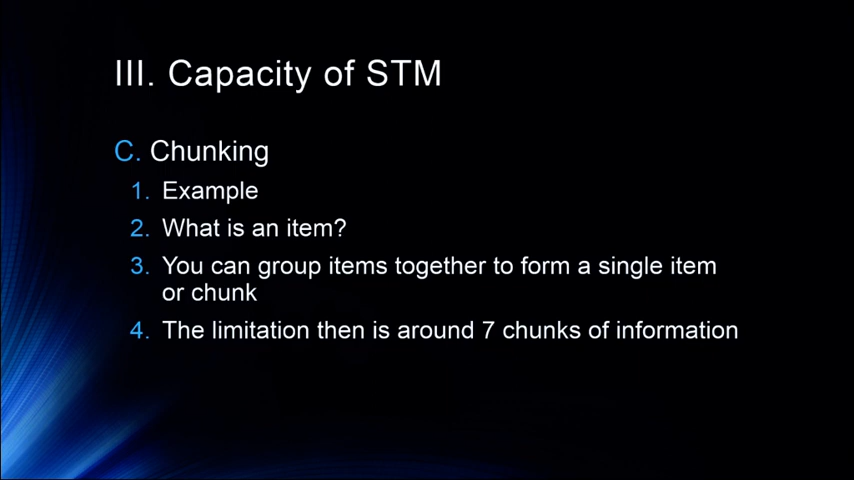 III. Capacity of STM
C. Chunking
1. Example
2. What is an item?
3. You can group items together to form a single item
or chunk
4. The limitation then is around 7 chunks of information